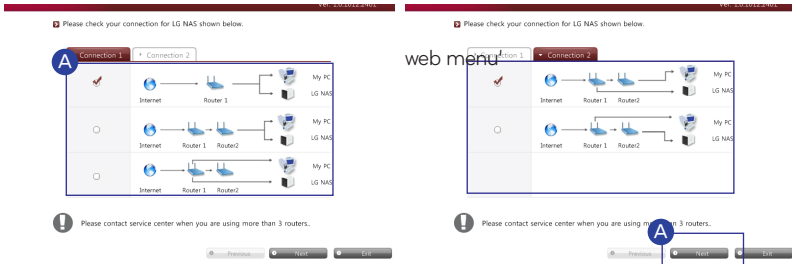 Ver. 2.0.1012.2401
Please check your connection for LG NAS shown below.
A
Connection 1
Connection 2
My PC
LG NAS
Internet
Router 1
My PC
LG NAS
Internet
Router 1
Router2
My PC
LG NAS
Internet
Router 1
Router2
Please contact service center when you are using more than 3 routers..
Previous
Next
Exit
Ver. 2.0.1012.2401
Please check your connection for LG NAS shown below.
Connection 1
Connection 2
web menu'
My PC
LG NAS
Internet
Router 1
Router2
My PC
LG NAS
Internet
Router 1
Router2
Please contact service center when you are using more than 3 routers..
A
Previous
Next
Exit